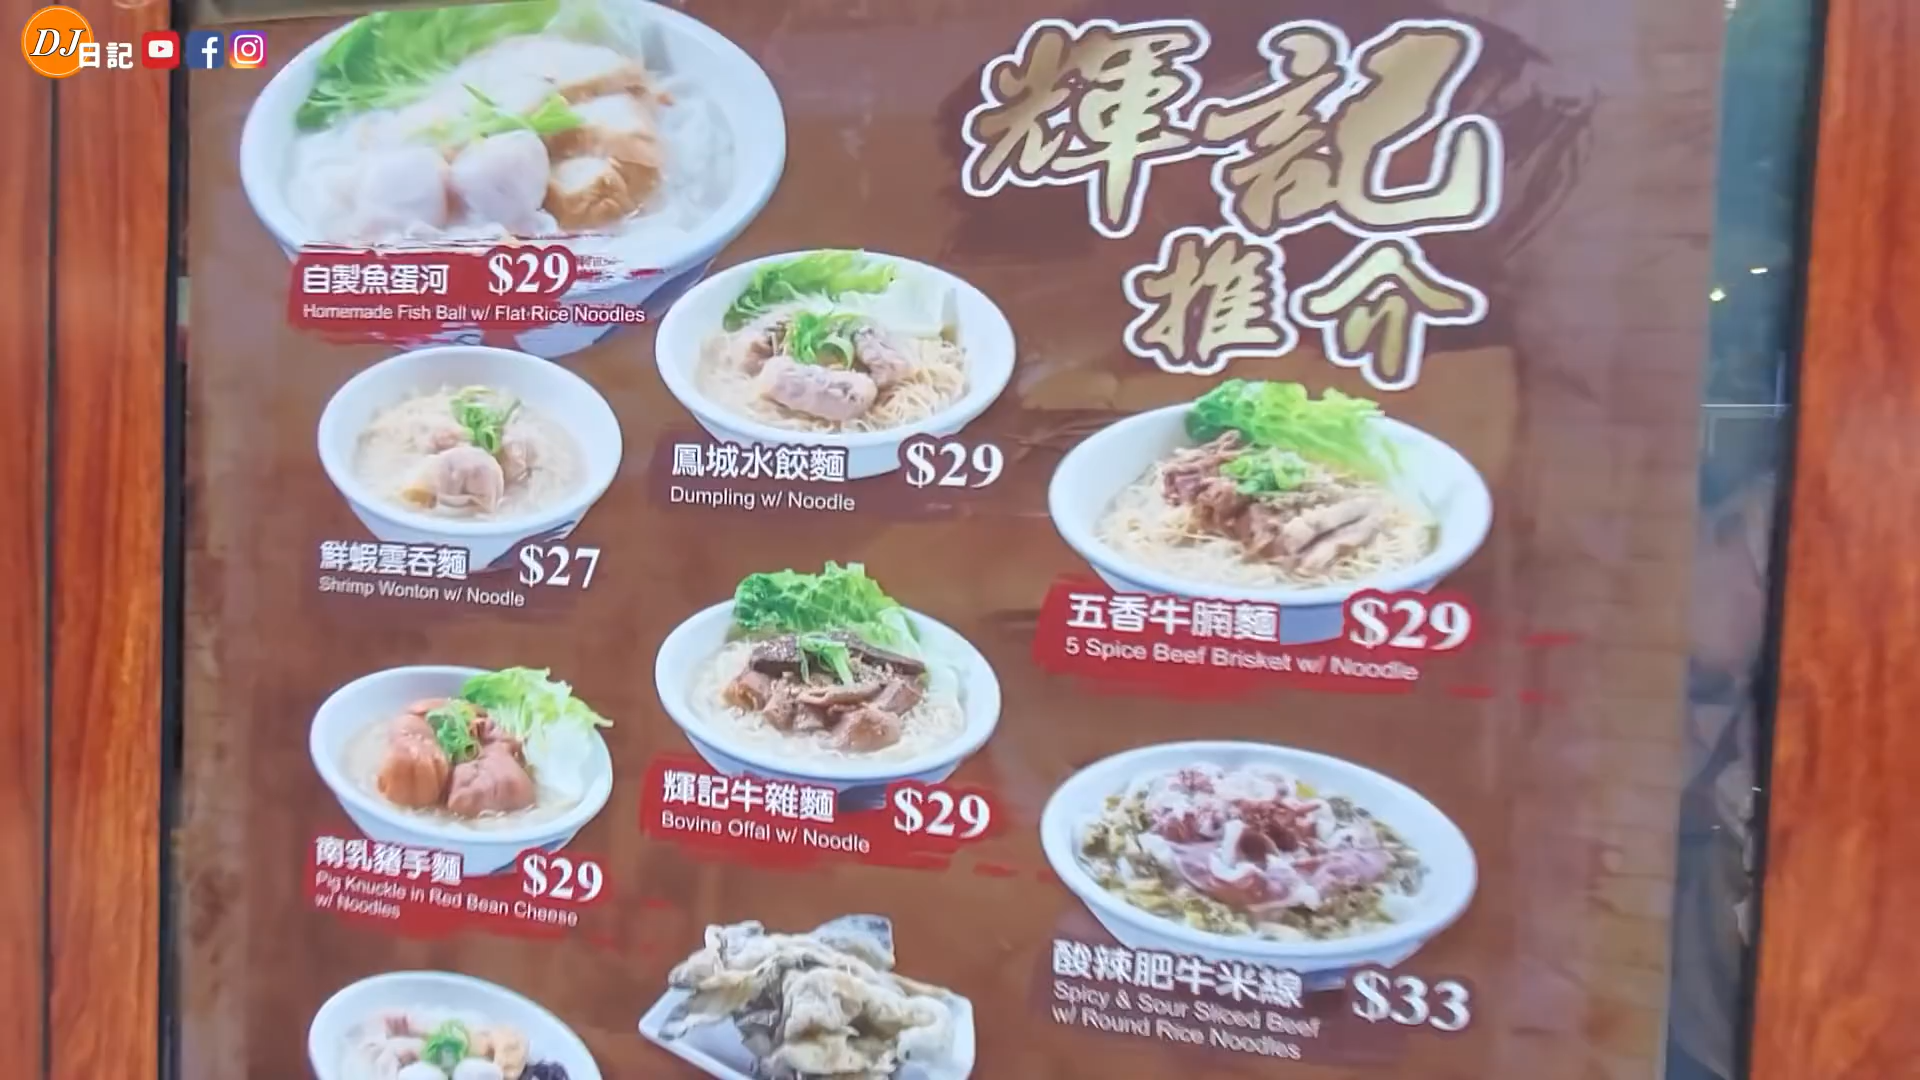 DJ日記
輝記
推介
自製魚蛋河 $29
Homemade Fish Ball w/ Flat Rice Noodles
鳳城水餃麵 $29
Dumpling w/ Noodle
鮮蝦雲吞麵 $27
Shrimp Wonton w/ Noodle
五香牛腩麵 $29
5 Spice Beef Brisket w/ Noodle
輝記牛雜麵 $29
Bovine Offal w/ Noodle
南乳豬手麵 $29
Pig Knuckle in Red Bean Cheese
w/ Noodles
酸辣肥牛米線 $33
Spicy & Sour Sliced Beef
w/ Round Rice Noodles